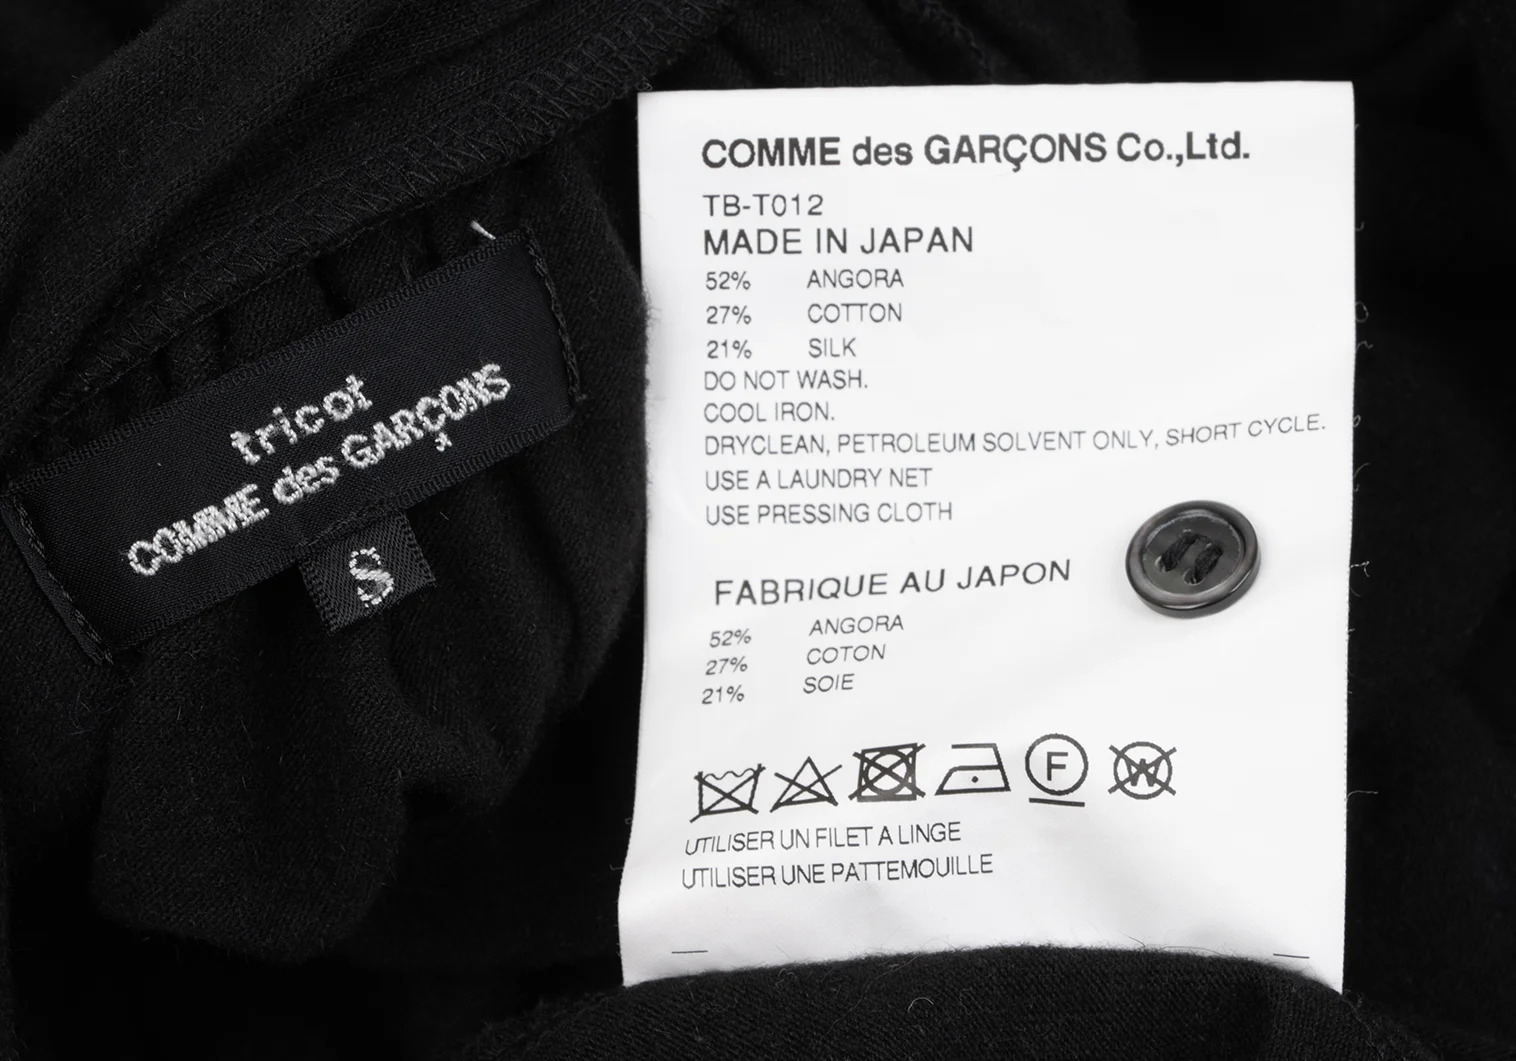 tricot
COMME des GARÇONS
S
COMME des GARÇONS Co.,Ltd.
TB-T012
MADE IN JAPAN
52% ANGORA
27% COTTON
21% SILK
DO NOT WASH.
COOL IRON.
DRYCLEAN, PETROLEUM SOLVENT ONLY, SHORT CYCLE.
USE A LAUNDRY NET
USE PRESSING CLOTH
FABRIQUE AU JAPON
52% ANGORA
27% COTON
21% SOIE
F W
UTILISER UN FILET A LINGE
UTILISER UNE PATTEMOUILLE